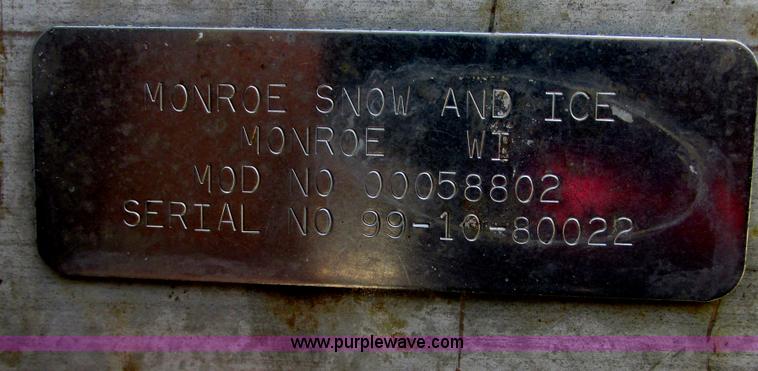 MONROE SNOW AND ICE
MONROE WI
MOD NO 00058802
SERIAL NO 99-10-80022
www.purplewave.com